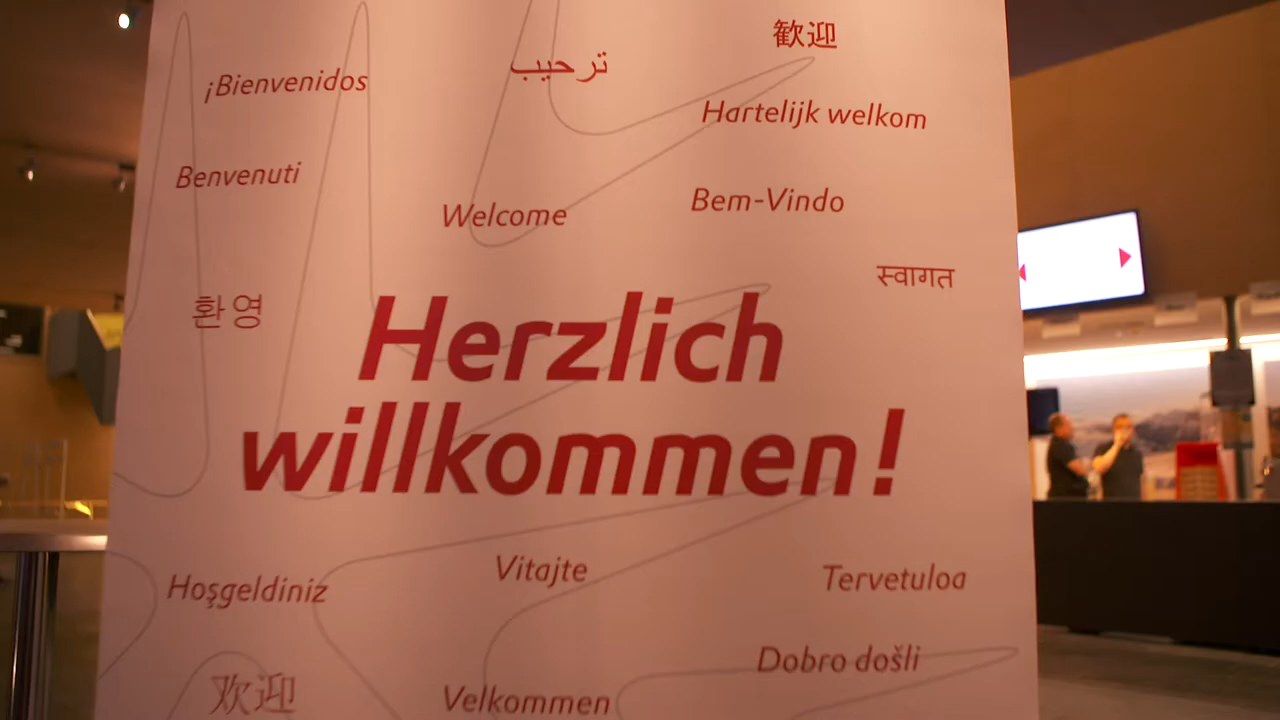 歓迎
¡Bienvenidos
ترحيب
Hartelijk welkom
Benvenuti
Welcome
Bem-Vindo
स्वागत
환영
Herzlich
willkommen!
Hoşgeldiniz
Vitajte
Tervetuloa
Dobro došli
欢迎
Velkommen